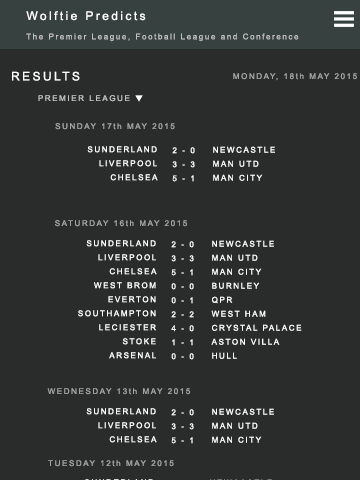 Wolftie Predicts
The Premier League, Football League and Conference
RESULTS MONDAY, 18th MAY 2015
PREMIER LEAGUE ▼
SUNDAY 17th MAY 2015
SUNDERLAND 2 - 0 NEWCASTLE
LIVERPOOL 3 - 3 MAN UTD
CHELSEA 5 - 1 MAN CITY
SATURDAY 16th MAY 2015
SUNDERLAND 2 - 0 NEWCASTLE
LIVERPOOL 3 - 3 MAN UTD
CHELSEA 5 - 1 MAN CITY
WEST BROM 0 - 0 BURNLEY
EVERTON 0 - 1 QPR
SOUTHAMPTON 2 - 2 WEST HAM
LECIESTER 4 - 0 CRYSTAL PALACE
STOKE 1 - 1 ASTON VILLA
ARSENAL 0 - 0 HULL
WEDNESDAY 13th MAY 2015
SUNDERLAND 2 - 0 NEWCASTLE
LIVERPOOL 3 - 3 MAN UTD
CHELSEA 5 - 1 MAN CITY
TUESDAY 12th MAY 2015